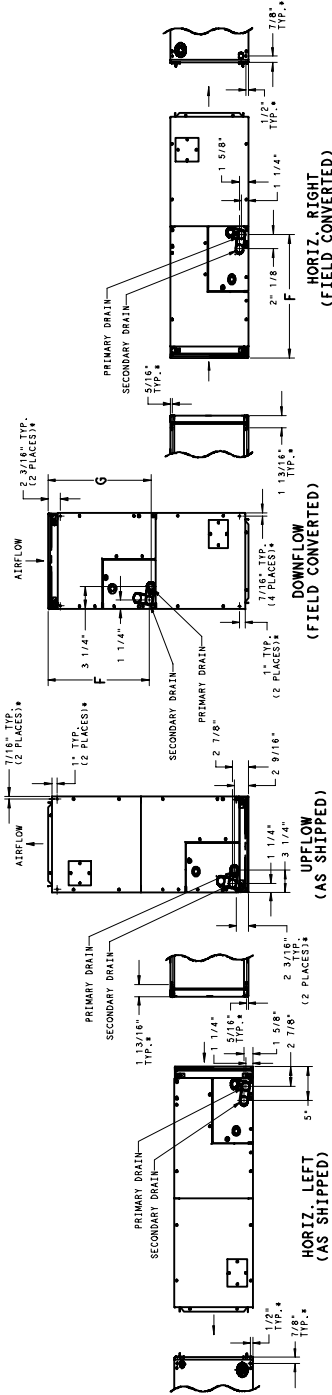 7/8"
TYP.*
1/2"
TYP.*
1 5/8"
1 1/4"
2" 1/8
F
PRIMARY DRAIN
SECONDARY DRAIN
HORIZ. RIGHT
(FIELD CONVERTED)
5/16"
TYP.*
1 13/16"
TYP.*
2 3/16" TYP.
(2 PLACES)*
AIRFLOW
G
F
3 1/4"
1 1/4"
SECONDARY DRAIN
PRIMARY DRAIN
7/16" TYP.
(4 PLACES)*
1" TYP.
(2 PLACES)*
DOWNFLOW
(FIELD CONVERTED)
7/16" TYP.
(2 PLACES)*
1" TYP.
(2 PLACES)*
AIRFLOW
PRIMARY DRAIN
SECONDARY DRAIN
2 7/8"
2 9/16"
1 1/4"
3 1/4"
2 3/16"
TYP.
(2 PLACES)*
UPFLOW
(AS SHIPPED)
1 13/16"
TYP.*
5/16"
TYP.*
PRIMARY DRAIN
SECONDARY DRAIN
1 1/4"
1 5/8"
2 7/8"
5"
HORIZ. LEFT
(AS SHIPPED)
1/2"
TYP.*
7/8"
TYP.*